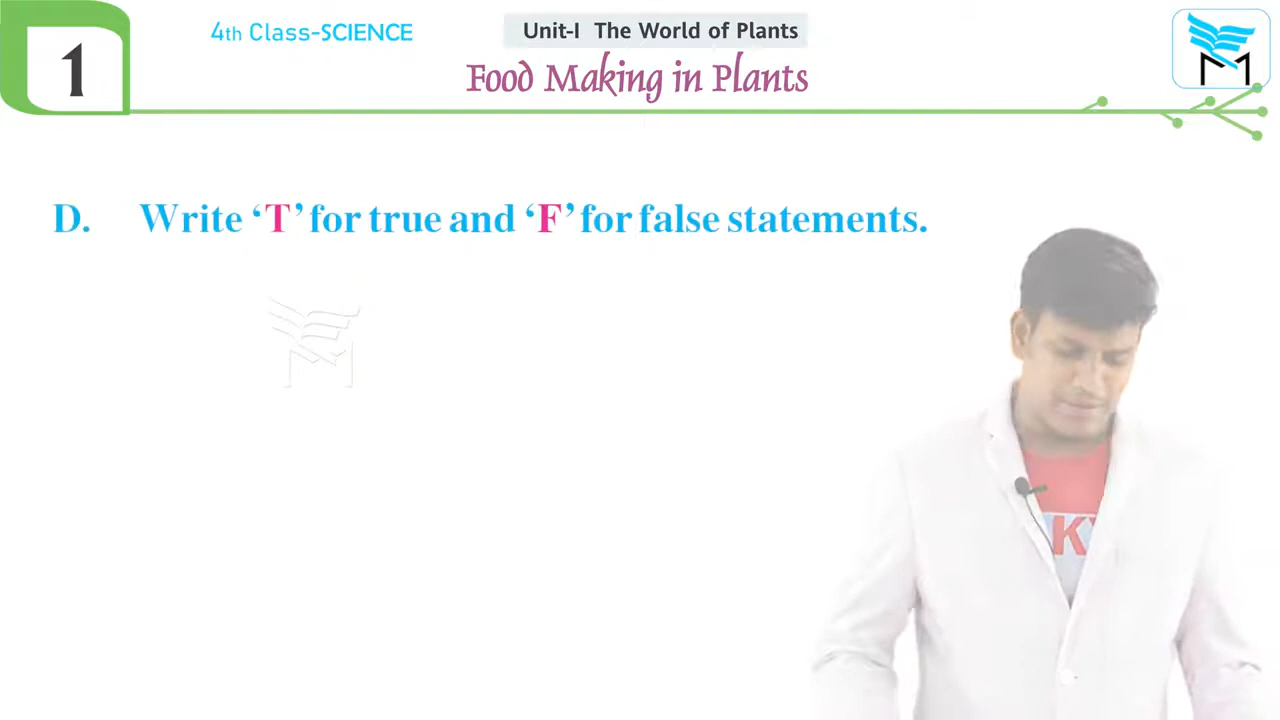 1
4th Class-SCIENCE
Unit-I The World of Plants
Food Making in Plants
D. Write ‘T’ for true and ‘F’ for false statements.